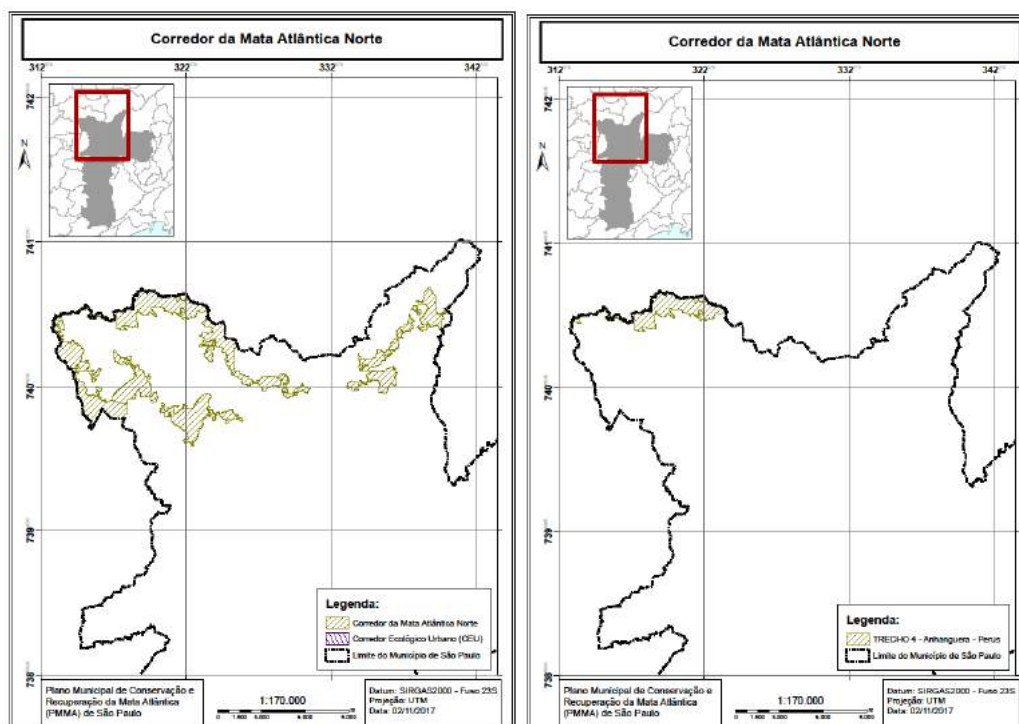 Corredor da Mata Atlântica Norte
312
322
332
342
742
N
741
740
739
738
Legenda:
Corredor da Mata Atlântica Norte
Corredor Ecológico Urbano (CEU)
Limite do Município de São Paulo
Plano Municipal de Conservação e
Recuperação da Mata Atlântica
(PMMA) de São Paulo
1:170.000
Datum: SIRGAS2000 - Fuso 23S
Projeção: UTM
Data: 02/11/2017
Corredor da Mata Atlântica Norte
312
322
332
342
742
N
741
740
739
738
Legenda:
TRECHO 4 - Anhanguera - Perus
Limite do Município de São Paulo
Plano Municipal de Conservação e
Recuperação da Mata Atlântica
(PMMA) de São Paulo
1:170.000
Datum: SIRGAS2000 - Fuso 23S
Projeção: UTM
Data: 02/11/2017